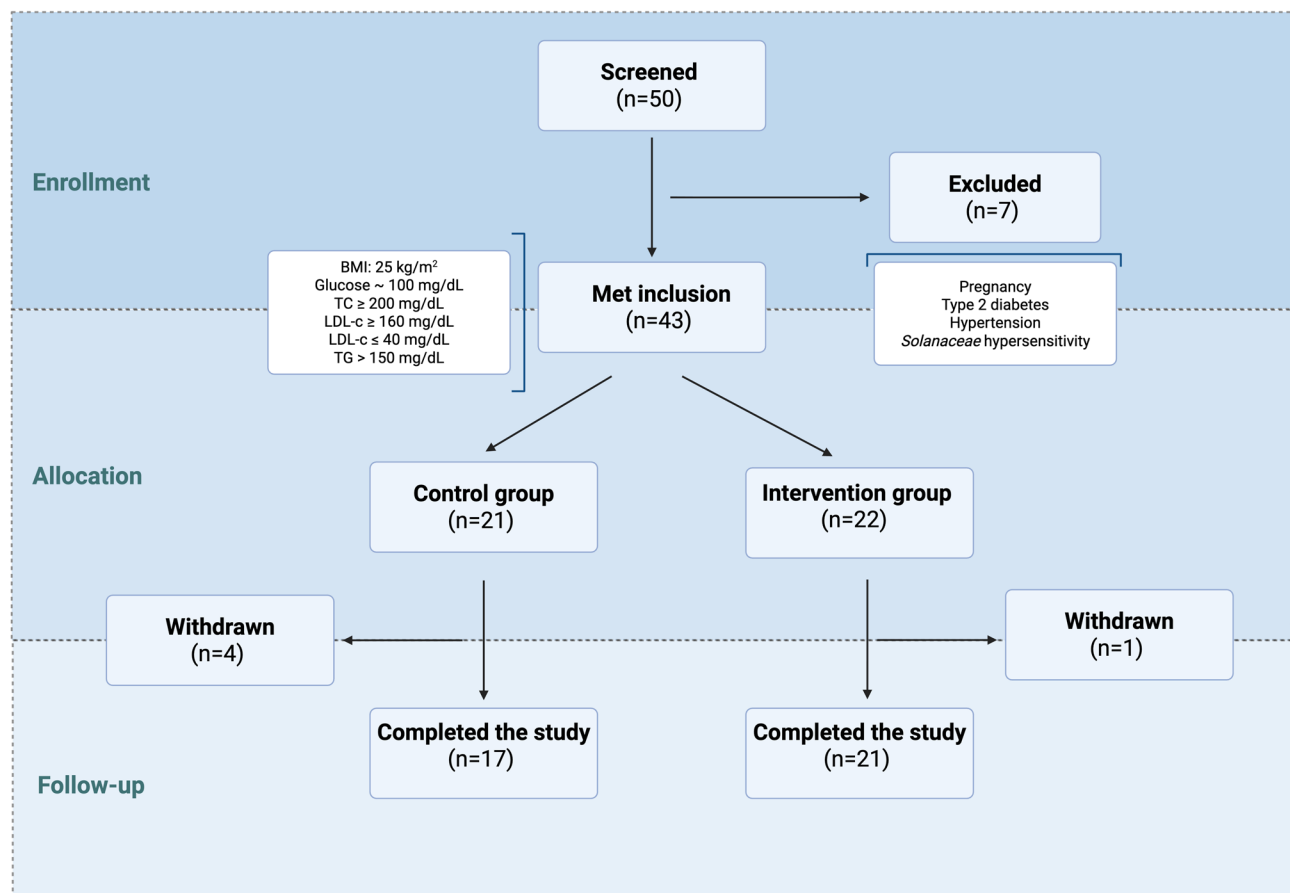 Screened
(n=50)
Enrollment
Excluded
(n=7)
BMI: 25 kg/m²
Glucose ~ 100 mg/dL
TC ≥ 200 mg/dL
LDL-c ≥ 160 mg/dL
LDL-c ≤ 40 mg/dL
TG > 150 mg/dL
Met inclusion
(n=43)
Pregnancy
Type 2 diabetes
Hypertension
Solanaceae hypersensitivity
Allocation
Control group
(n=21)
Intervention group
(n=22)
Withdrawn
(n=4)
Withdrawn
(n=1)
Follow-up
Completed the study
(n=17)
Completed the study
(n=21)